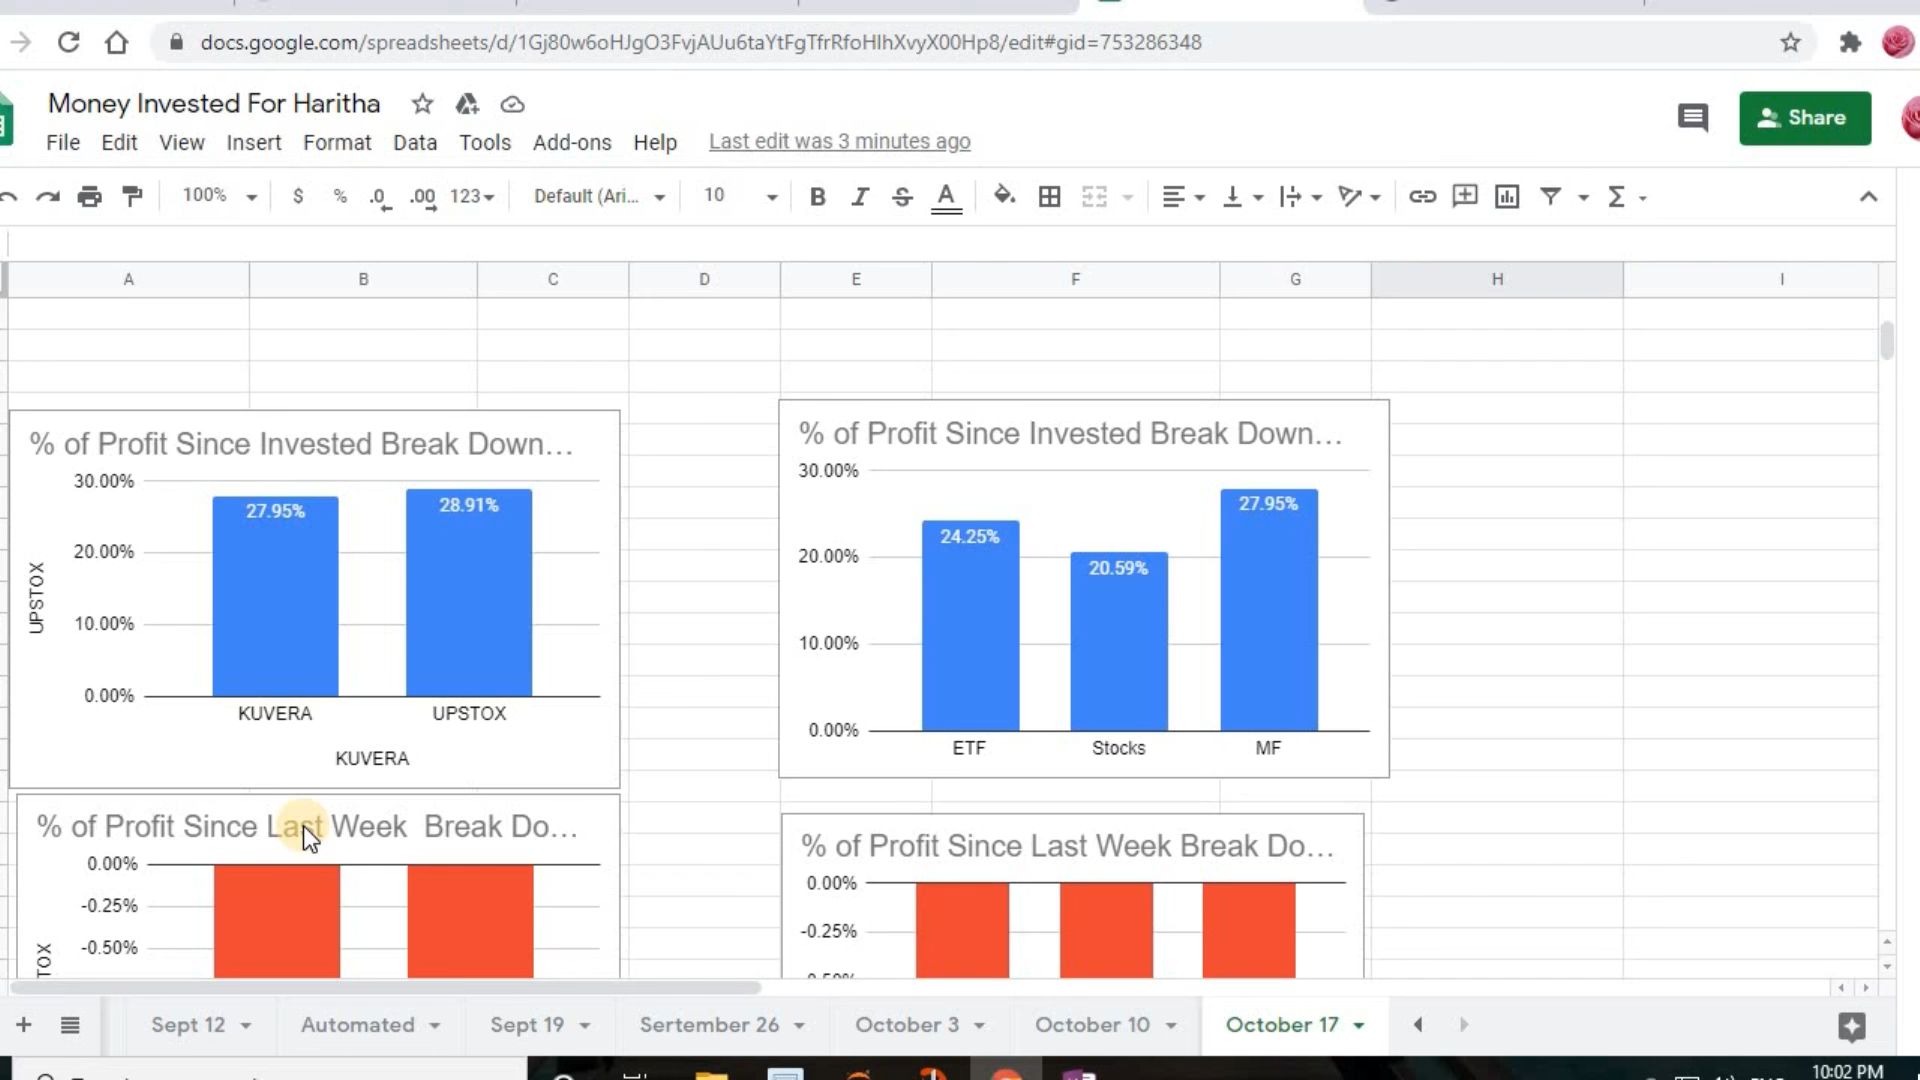 docs.google.com/spreadsheets/d/1Gj80w6oHJgO3FvjAUu6taYtFgTfrRfoHIhXvyX00Hp8/edit#gid=753286348
Money Invested For Haritha
Share
File Edit View Insert Format Data Tools Add-ons Help Last edit was 3 minutes ago
100% $ % .0 .00 123 Default (Ari... 10 B I S A Σ
A B C D E F G H I
% of Profit Since Invested Break Down...
30.00%
20.00%
10.00%
0.00%
UPSTOX
27.95%
28.91%
KUVERA UPSTOX
KUVERA
% of Profit Since Invested Break Down...
30.00%
20.00%
10.00%
0.00%
24.25%
20.59%
27.95%
ETF Stocks MF
% of Profit Since Last Week Break Do...
0.00%
-0.25%
-0.50%
TOX
% of Profit Since Last Week Break Do...
0.00%
-0.25%
Sept 12 Automated Sept 19 Sertember 26 October 3 October 10 October 17
10:02 PM